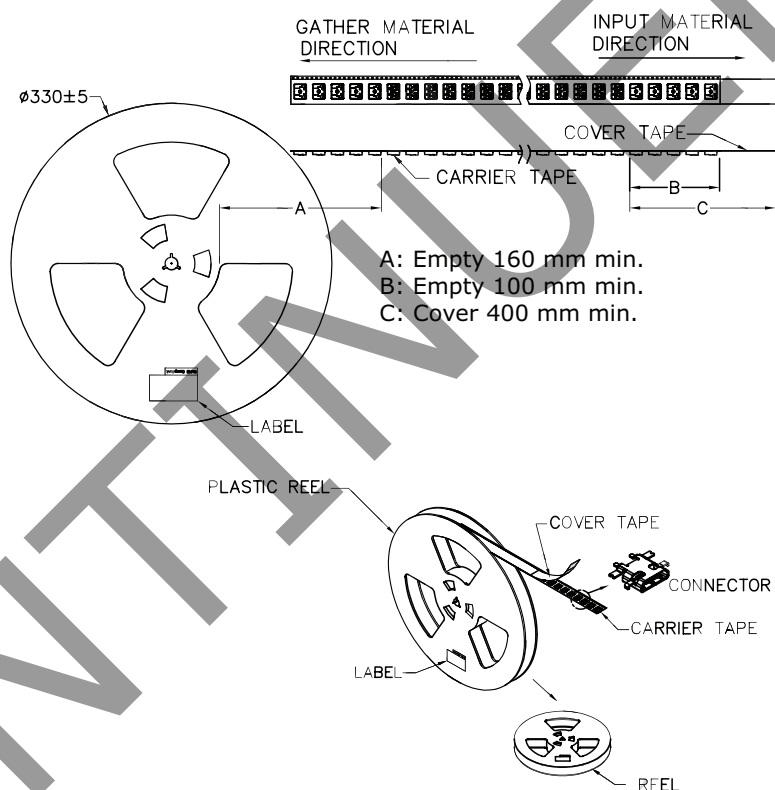 GATHER MATERIAL
DIRECTION
INPUT MATERIAL
DIRECTION
ø330±5
COVER TAPE
CARRIER TAPE
A
B
C
A: Empty 160 mm min.
B: Empty 100 mm min.
C: Cover 400 mm min.
LABEL
PLASTIC REEL
COVER TAPE
CONNECTOR
CARRIER TAPE
LABEL
REEL